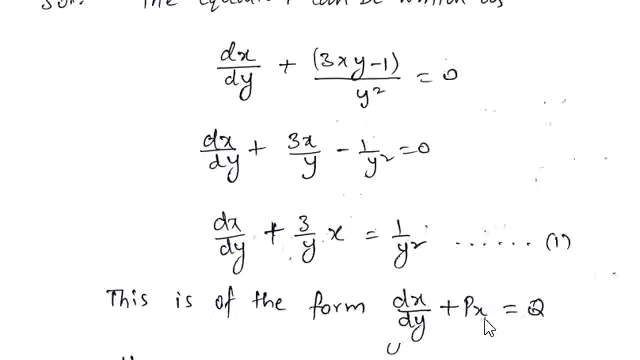 Soln. The equation can be written as
dx/dy + (3xy-1)/y² = 0
dx/dy + 3x/y - 1/y² = 0
dx/dy + 3/y x = 1/y² ....... (1)
This is of the form dx/dy + Px = Q